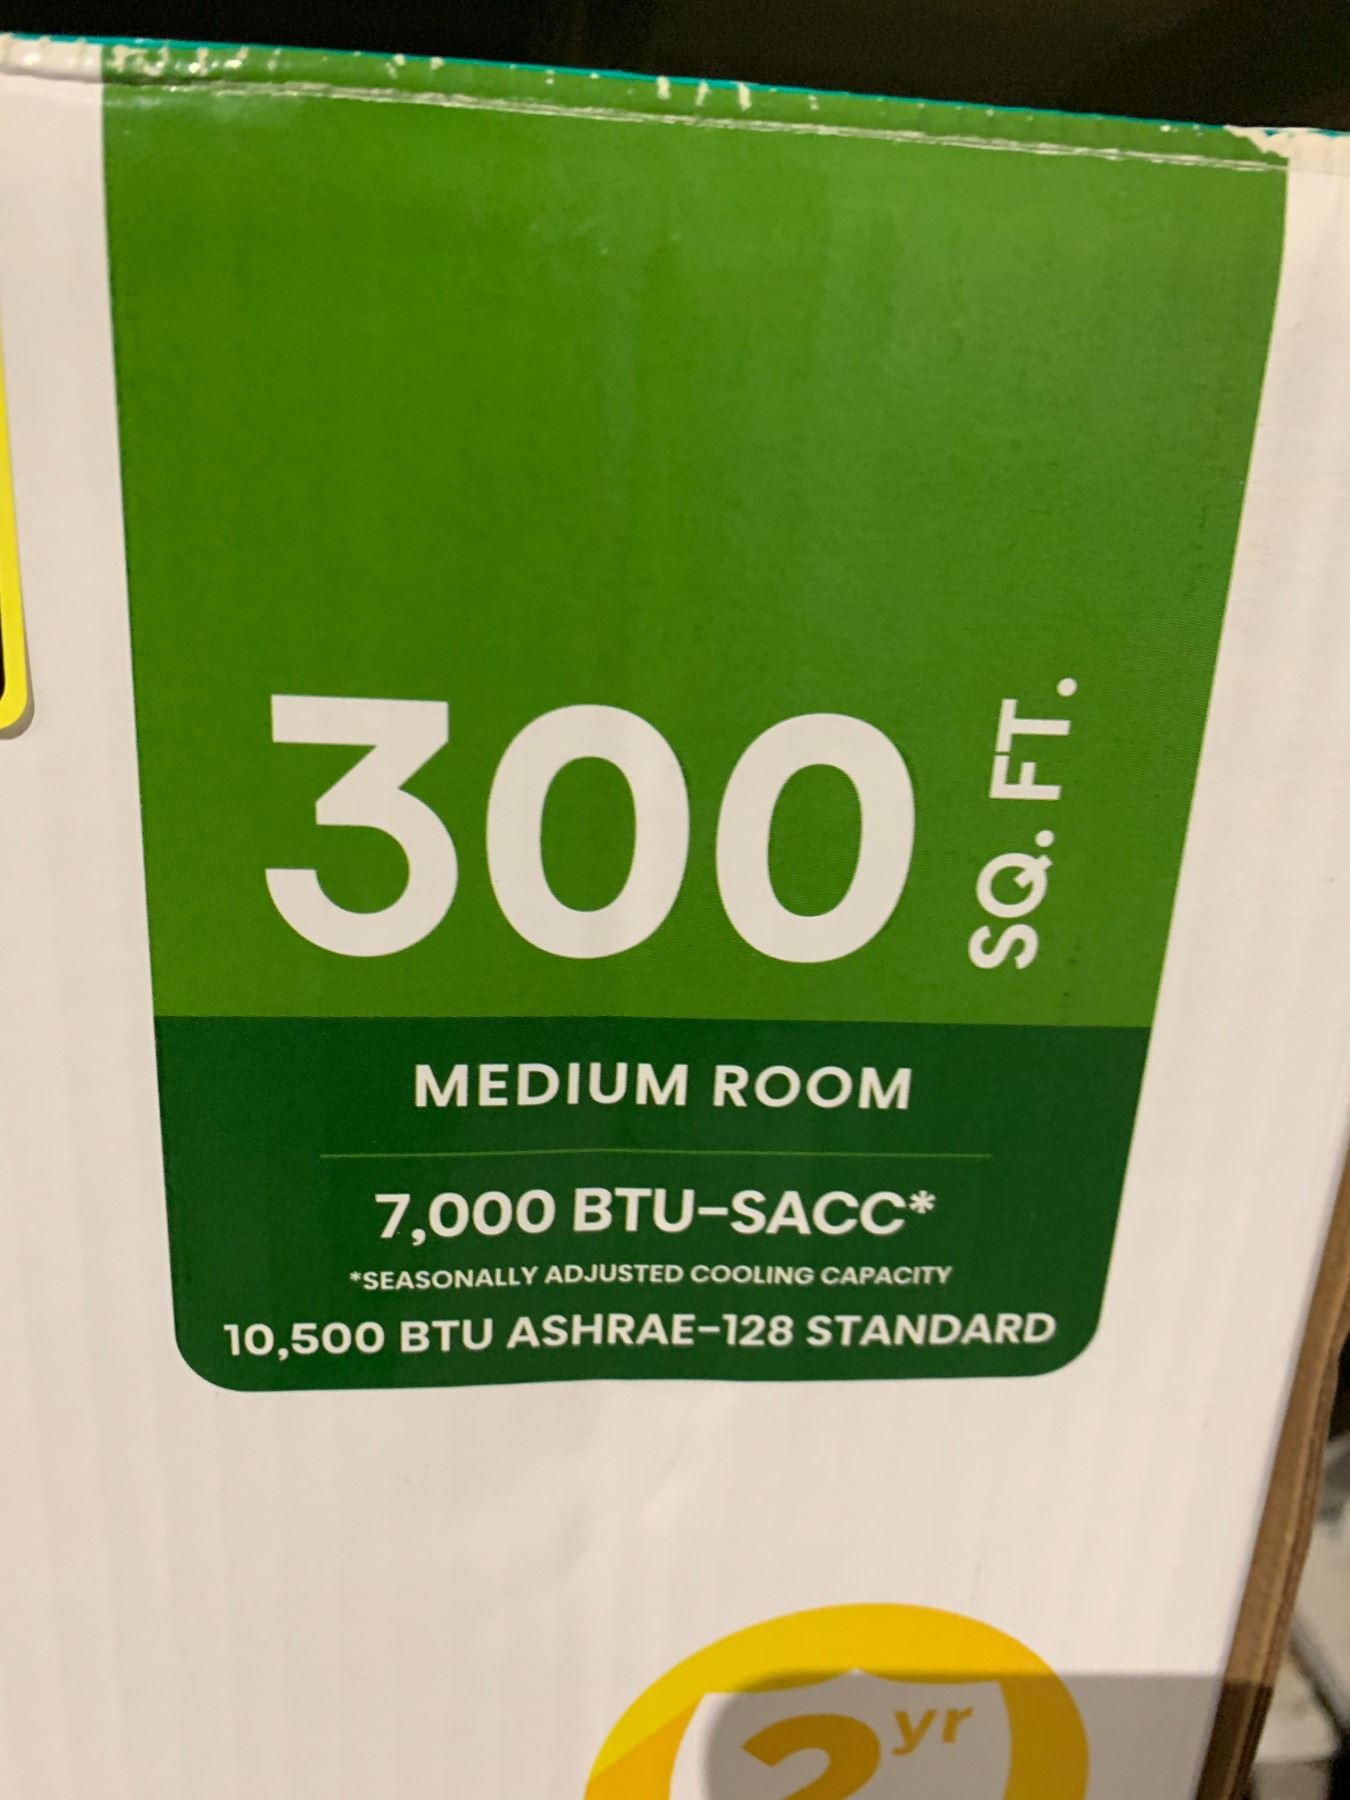 300 SQ. FT.
MEDIUM ROOM
7,000 BTU-SACC*
*SEASONALLY ADJUSTED COOLING CAPACITY
10,500 BTU ASHRAE-128 STANDARD
2 yr